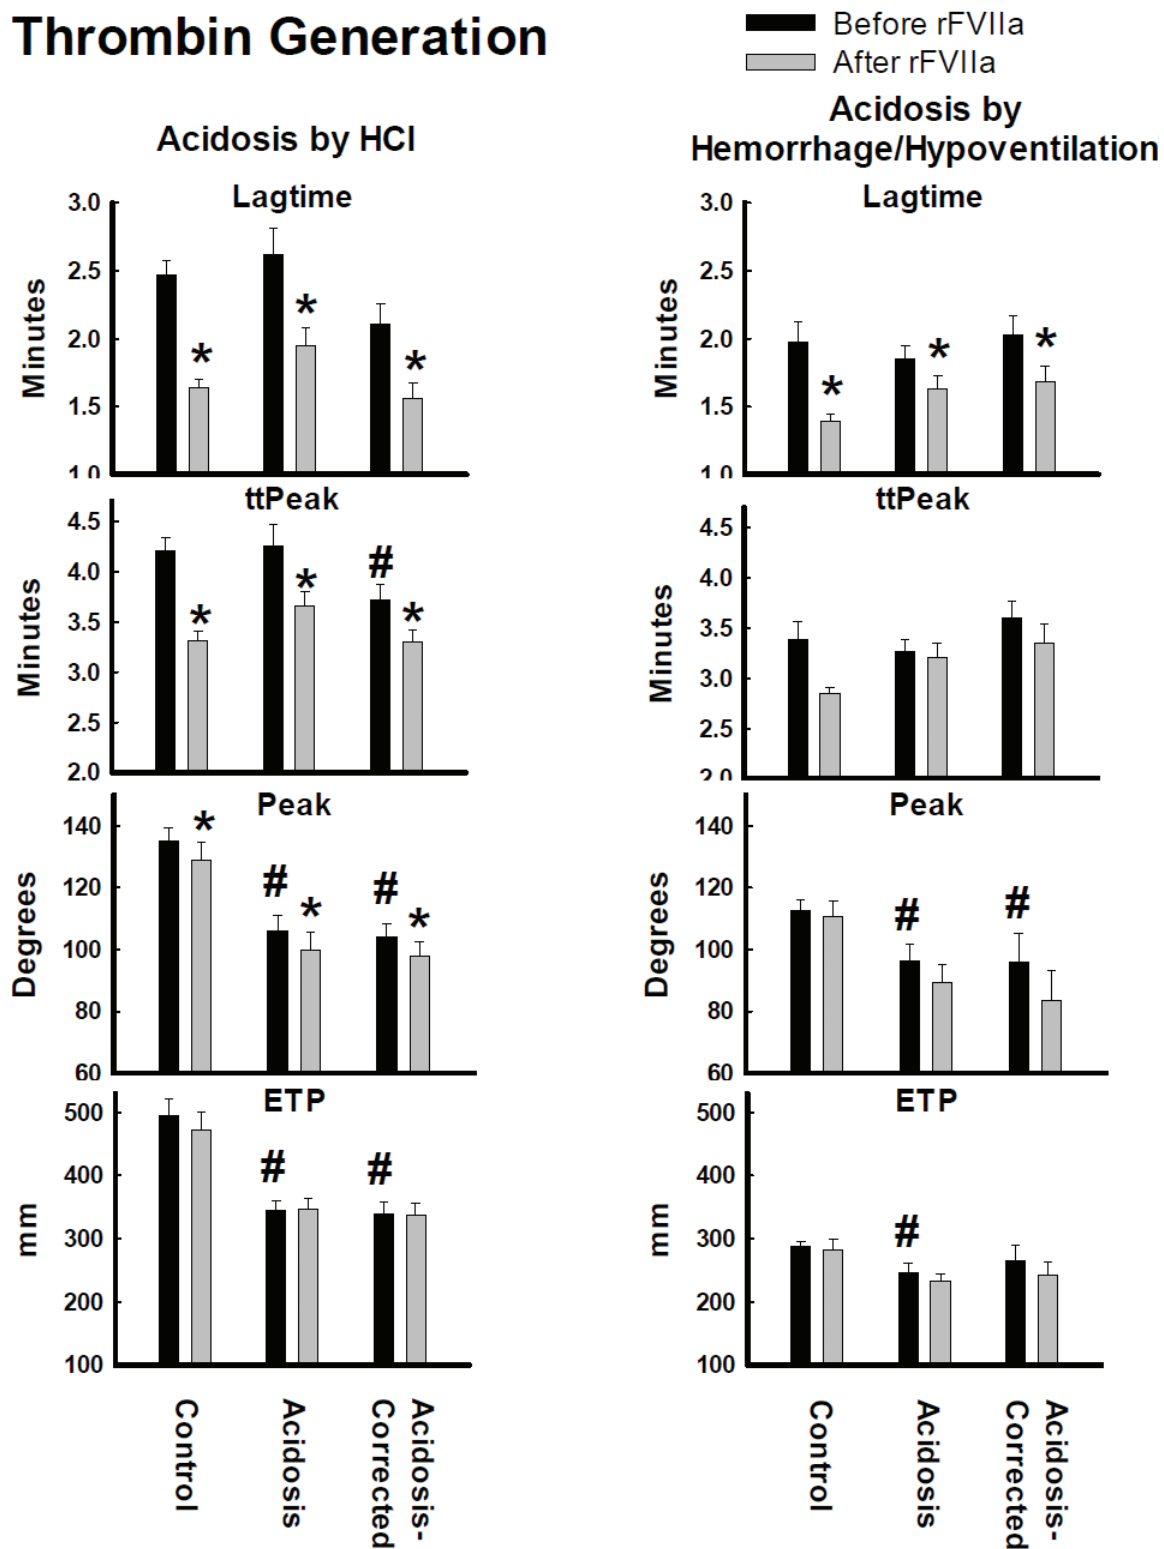 Thrombin Generation
Before rFVIIa
After rFVIIa
Acidosis by HCl
Lagtime
Minutes
3.0
2.5
2.0
1.5
1.0
*
*
*
ttPeak
Minutes
4.5
4.0
3.5
3.0
2.5
2.0
*
*
#
*
Peak
Degrees
140
120
100
80
60
*
#
*
#
*
ETP
mm
500
400
300
200
100
#
#
Control
Acidosis
Acidosis-
Corrected
Acidosis by
Hemorrhage/Hypoventilation
Lagtime
Minutes
3.0
2.5
2.0
1.5
1.0
*
*
*
ttPeak
Minutes
4.5
4.0
3.5
3.0
2.5
2.0
Peak
Degrees
140
120
100
80
60
#
#
ETP
mm
500
400
300
200
100
#
Control
Acidosis
Acidosis-
Corrected